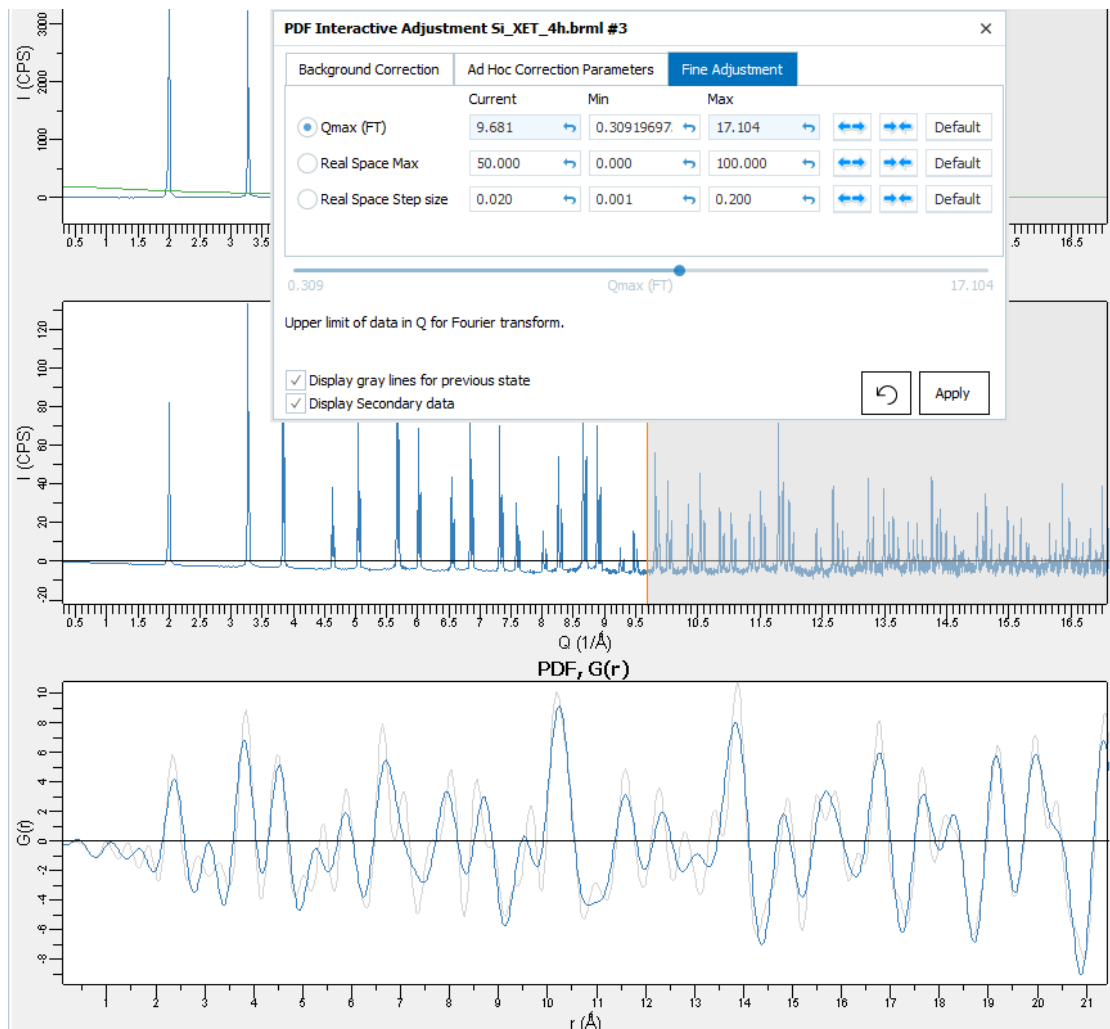 PDF Interactive Adjustment Si_XET_4h.brml #3
Background Correction Ad Hoc Correction Parameters Fine Adjustment
Current Min Max
Qmax (FT) 9.681 0.30919697 17.104 Default
Real Space Max 50.000 0.000 100.000 Default
Real Space Step size 0.020 0.001 0.200 Default
0.309 Qmax (FT) 17.104
Upper limit of data in Q for Fourier transform.
Display gray lines for previous state
Display Secondary data
Apply
I (CPS)
3000
2000
1000
0
0.5 1 1.5 2 2.5 3 3.5 .5 16.5
I (CPS)
120
100
80
60
40
20
0
-20
0.5 1 1.5 2 2.5 3 3.5 4 4.5 5 5.5 6 6.5 7 7.5 8 8.5 9 9.5 10.5 11.5 12.5 13.5 14.5 15.5 16.5
Q (1/Å)
PDF, G(r)
G(r)
10
8
6
4
2
0
-2
-4
-6
-8
1 2 3 4 5 6 7 8 9 10 11 12 13 14 15 16 17 18 19 20 21
r (Å)